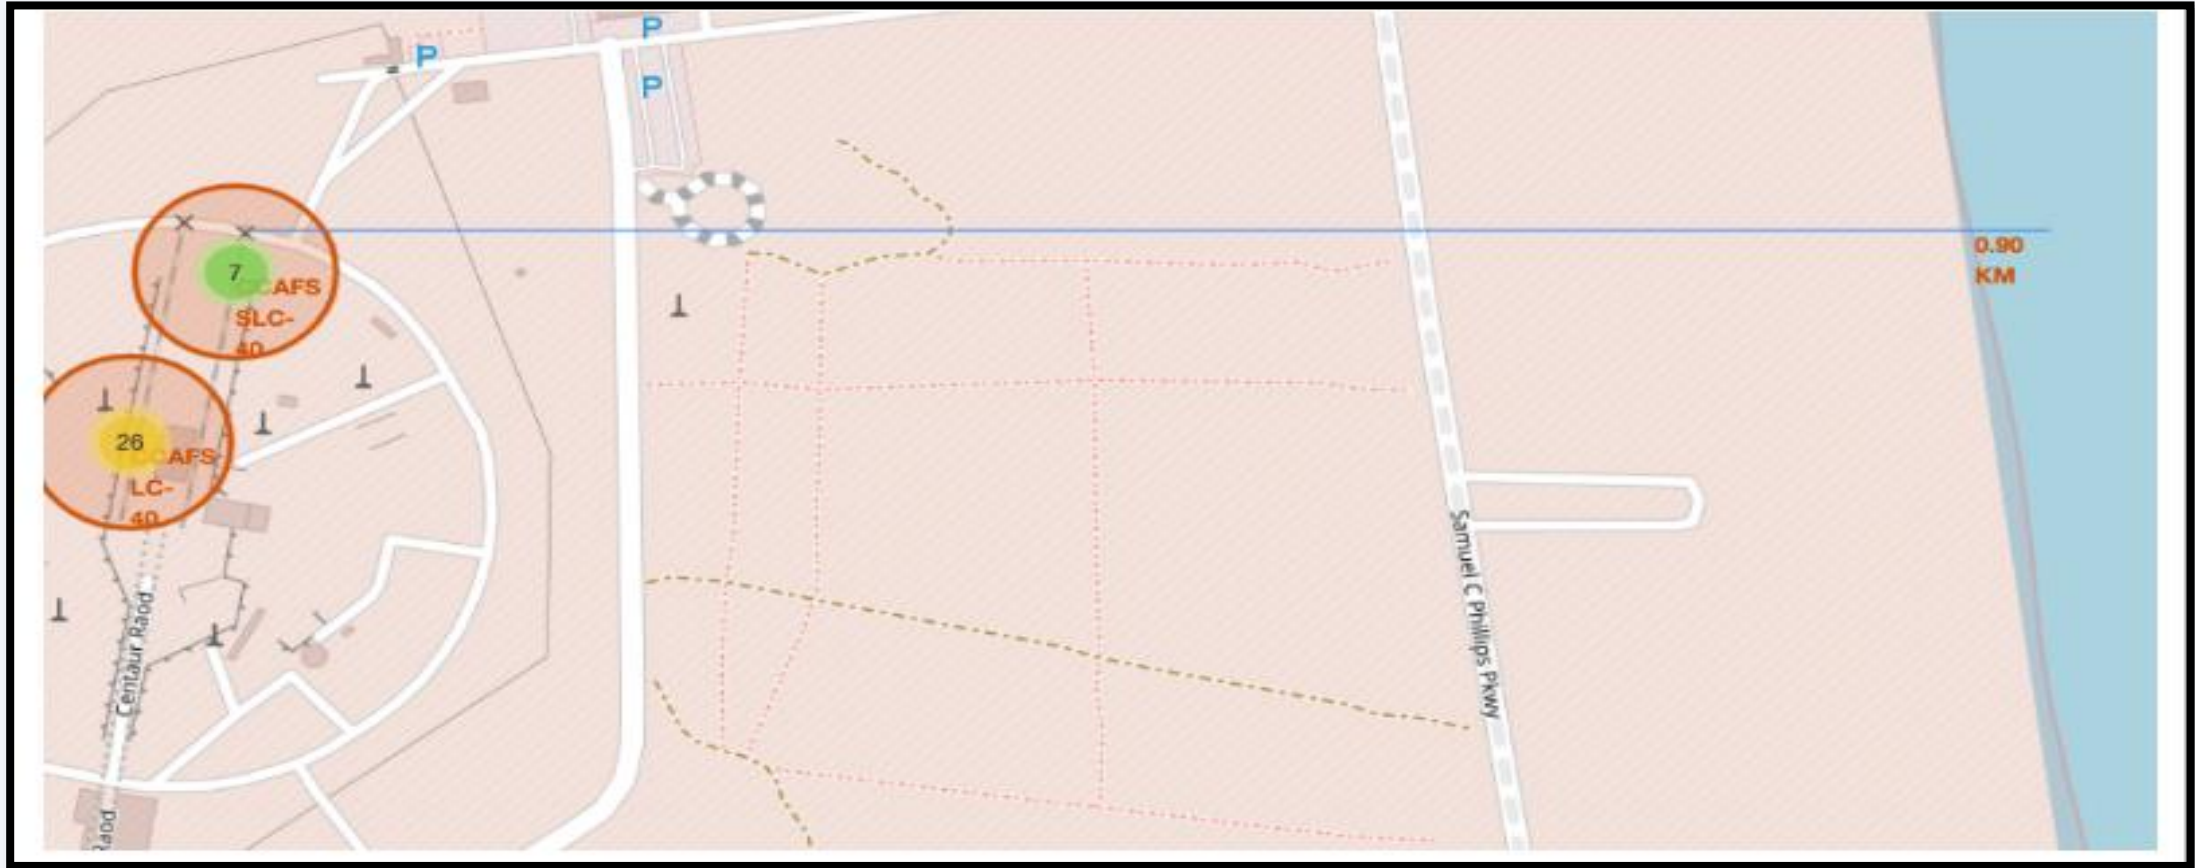 P
P
P
0.90
KM
7
CCAFS
SLC-
40
26
CCAFS
LC-
40
Samuel C Phillips Pkwy
Centaur Raod
Raod